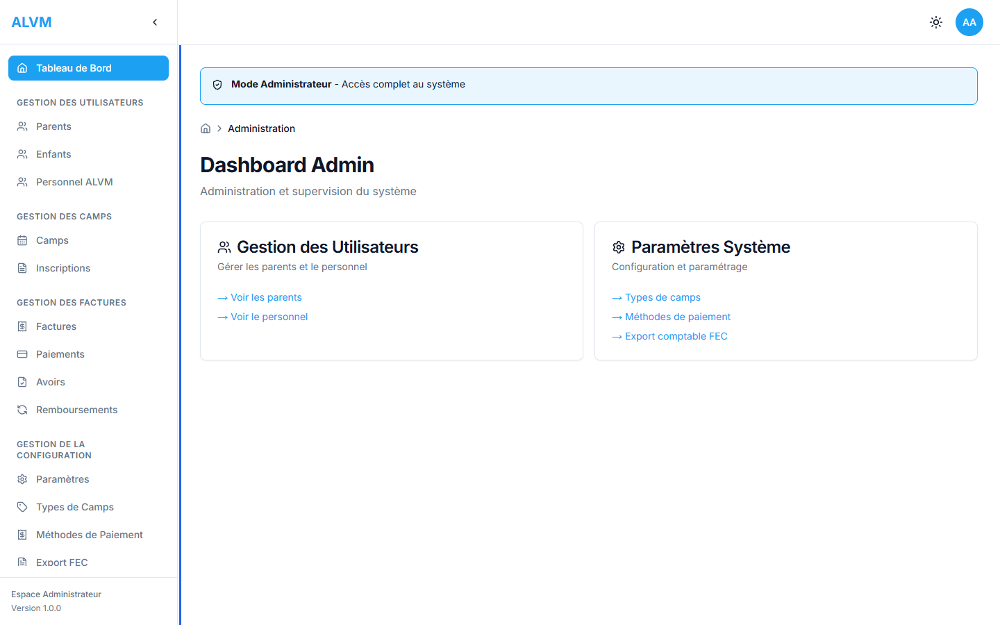 ALVM
AA
Tableau de Bord
GESTION DES UTILISATEURS
Parents
Enfants
Personnel ALVM
GESTION DES CAMPS
Camps
Inscriptions
GESTION DES FACTURES
Factures
Paiements
Avoirs
Remboursements
GESTION DE LA
CONFIGURATION
Paramètres
Types de Camps
Méthodes de Paiement
Export FEC
Espace Administrateur
Version 1.0.0
Mode Administrateur - Accès complet au système
Administration
Dashboard Admin
Administration et supervision du système
Gestion des Utilisateurs
Gérer les parents et le personnel
→ Voir les parents
→ Voir le personnel
Paramètres Système
Configuration et paramétrage
→ Types de camps
→ Méthodes de paiement
→ Export comptable FEC